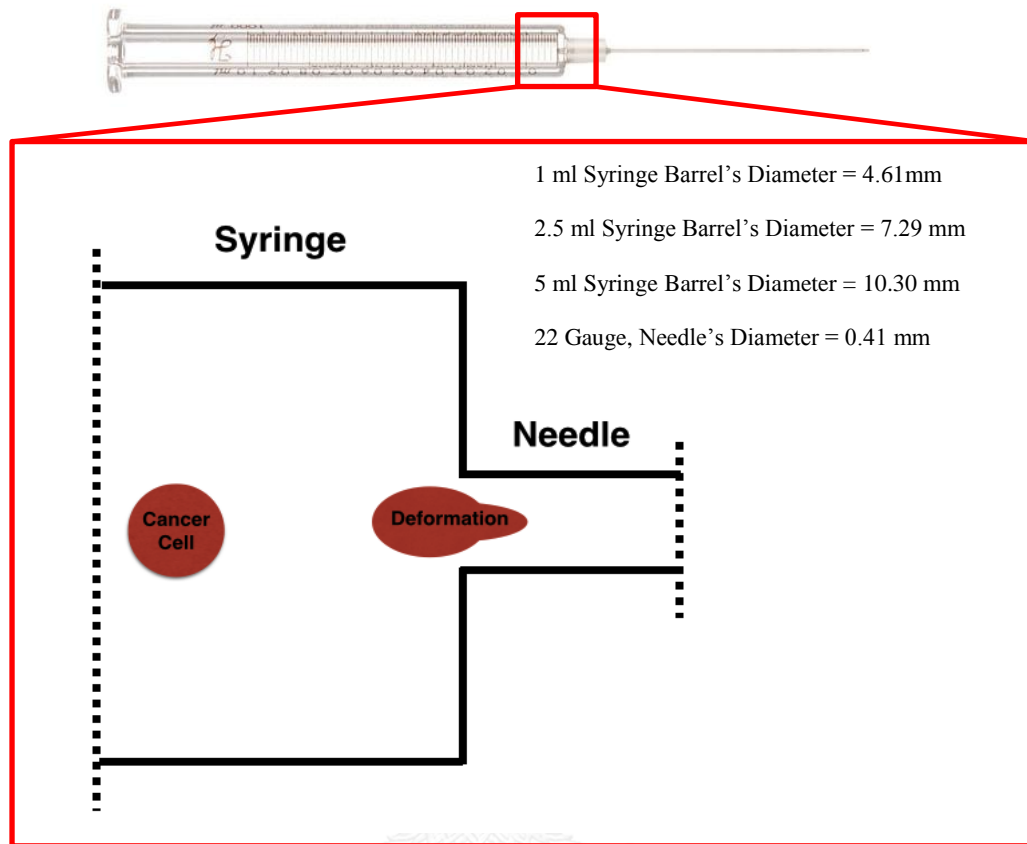 1 ml Syringe Barrel's Diameter = 4.61mm
Syringe
2.5 ml Syringe Barrel's Diameter = 7.29 mm
5 ml Syringe Barrel's Diameter = 10.30 mm
22 Gauge, Needle's Diameter = 0.41 mm
Needle
Cancer
Cell
Deformation